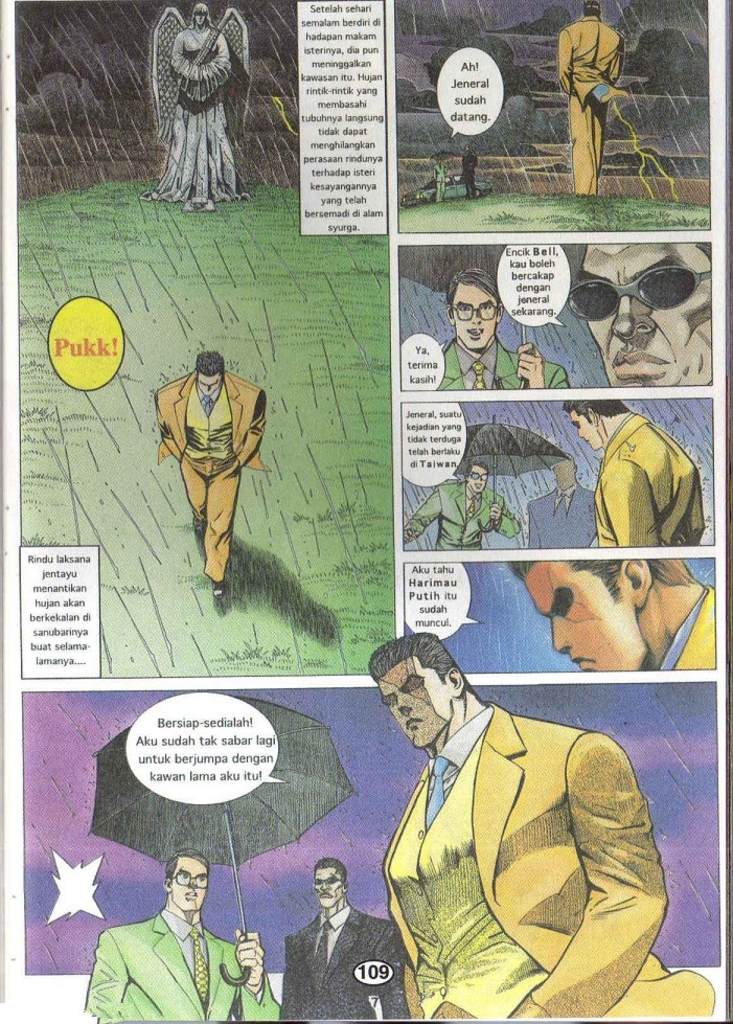 Setelah sehari
semalam berdiri di
hadapan makam
isterinya, dia pun
meninggalkan
kawasan itu. Hujan
rintik-rintik yang
membasahi
tubuhnya langsung
tidak dapat
menghilangkan
perasaan rindunya
terhadap isteri
kesayangannya
yang telah
bersemadi di alam
syurga.
Pukk!
Rindu laksana
jentayu
menantikan
hujan akan
berkekalan di
sanubarinya
buat selama-
lamanya....
Ah!
Jeneral
sudah
datang.
Encik Bell,
kau boleh
bercakap
dengan
jeneral
sekarang.
Ya,
terima
kasih!
Jeneral, suatu
kejadian yang
tidak terduga
telah berlaku
di Taiwan.
Aku tahu
Harimau
Putih itu
sudah
muncul.
Bersiap-sedialah!
Aku sudah tak sabar lagi
untuk berjumpa dengan
kawan lama aku itu!
109
7